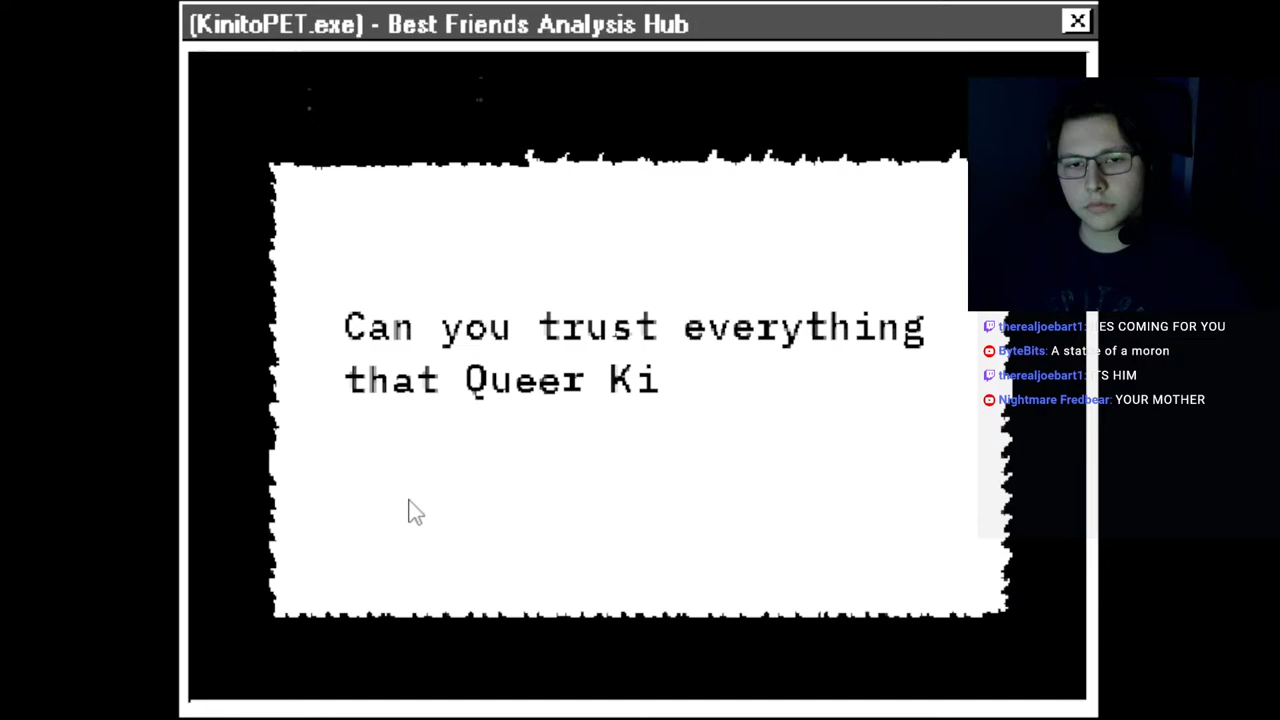 (KinitoPET.exe) - Best Friends Analysis Hub
Can you trust everything
that Queer Ki
therealjoebart1: ES COMING FOR YOU
ByteBits: A statue of a moron
therealjoebart1: TS HIM
Nightmare Fredbear: YOUR MOTHER